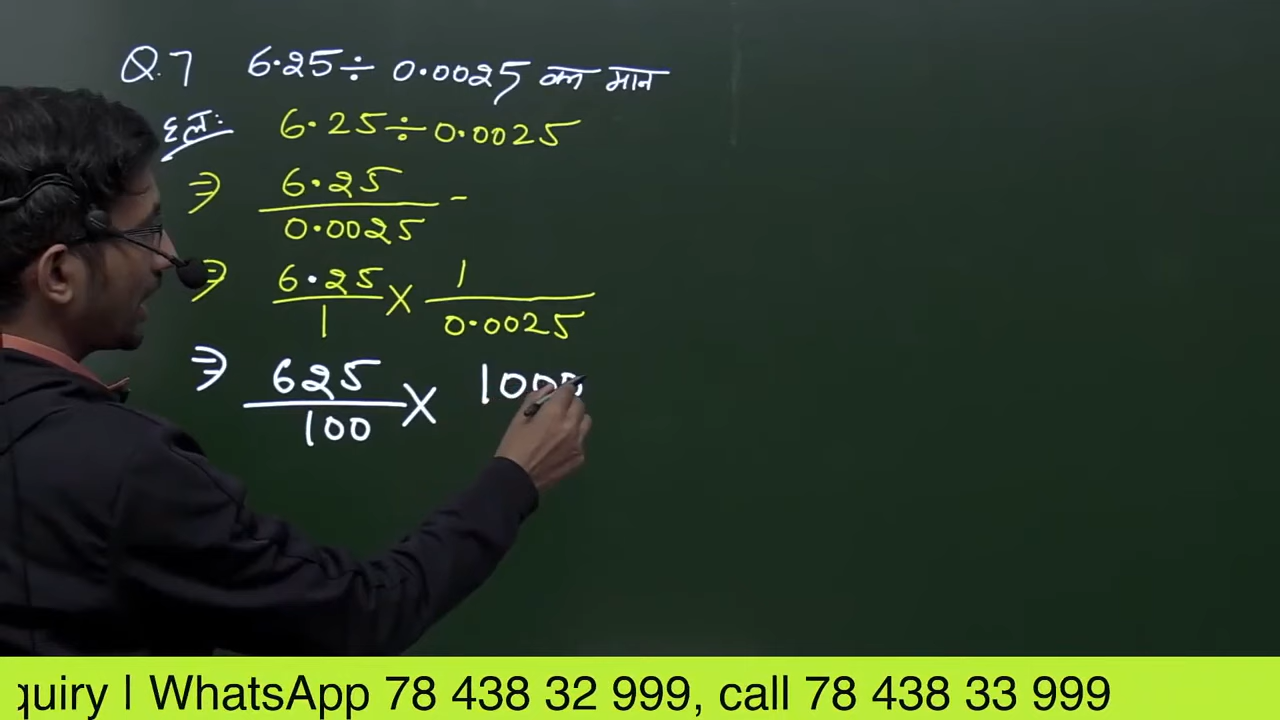 Q.7 6.25 ÷ 0.0025 का मान
हल:
6.25 ÷ 0.0025
⇒ 6.25 / 0.0025 -
⇒ 6.25 / 1 × 1 / 0.0025
⇒ 625 / 100 × 1000
quiry | WhatsApp 78 438 32 999, call 78 438 33 999